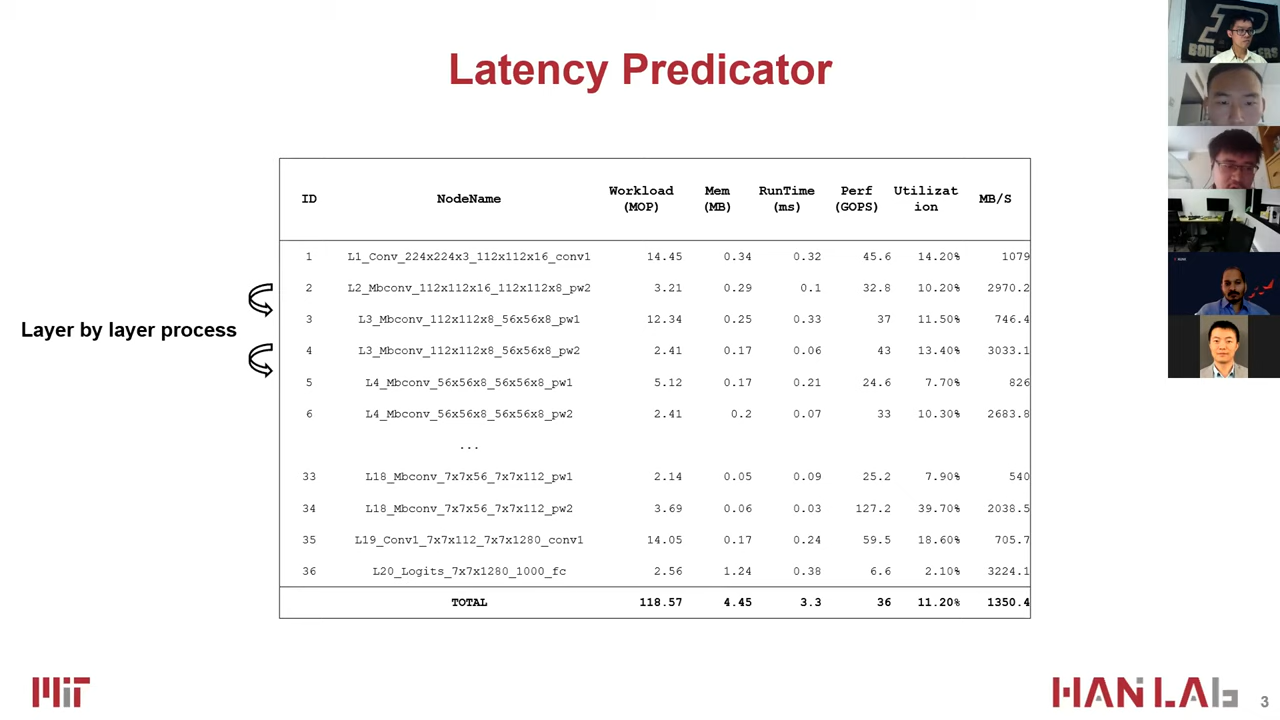 Latency Predicator
ID NodeName Workload (MOP) Mem (MB) RunTime (ms) Perf (GOPS) Utilizat ion MB/S
1 L1_Conv_224x224x3_112x112x16_conv1 14.45 0.34 0.32 45.6 14.20% 1079
2 L2_Mbconv_112x112x16_112x112x8_pw2 3.21 0.29 0.1 32.8 10.20% 2970.2
3 L3_Mbconv_112x112x8_56x56x8_pw1 12.34 0.25 0.33 37 11.50% 746.4
Layer by layer process
4 L3_Mbconv_112x112x8_56x56x8_pw2 2.41 0.17 0.06 43 13.40% 3033.1
5 L4_Mbconv_56x56x8_56x56x8_pw1 5.12 0.17 0.21 24.6 7.70% 826
6 L4_Mbconv_56x56x8_56x56x8_pw2 2.41 0.2 0.07 33 10.30% 2683.8
...
33 L18_Mbconv_7x7x56_7x7x112_pw1 2.14 0.05 0.09 25.2 7.90% 540
34 L18_Mbconv_7x7x56_7x7x112_pw2 3.69 0.06 0.03 127.2 39.70% 2038.5
35 L19_Conv1_7x7x112_7x7x1280_conv1 14.05 0.17 0.24 59.5 18.60% 705.7
36 L20_Logits_7x7x1280_1000_fc 2.56 1.24 0.38 6.6 2.10% 3224.1
TOTAL 118.57 4.45 3.3 36 11.20% 1350.4
MIT
HAN LAb
3